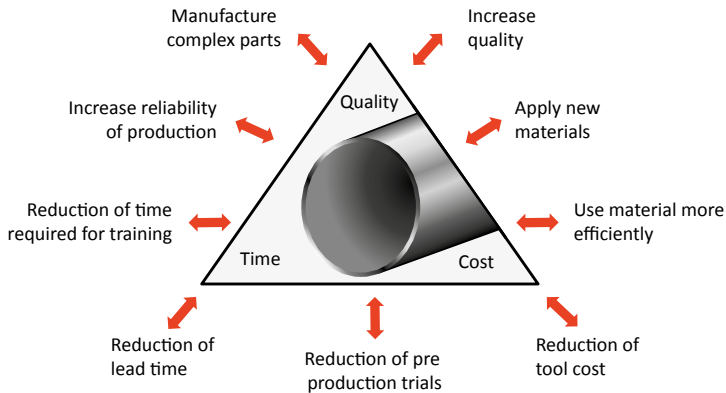 Manufacture
complex parts
Increase
quality
Quality
Increase reliability
of production
Apply new
materials
Reduction of time
required for training
Use material more
efficiently
Time
Cost
Reduction of
lead time
Reduction of pre
production trials
Reduction of
tool cost